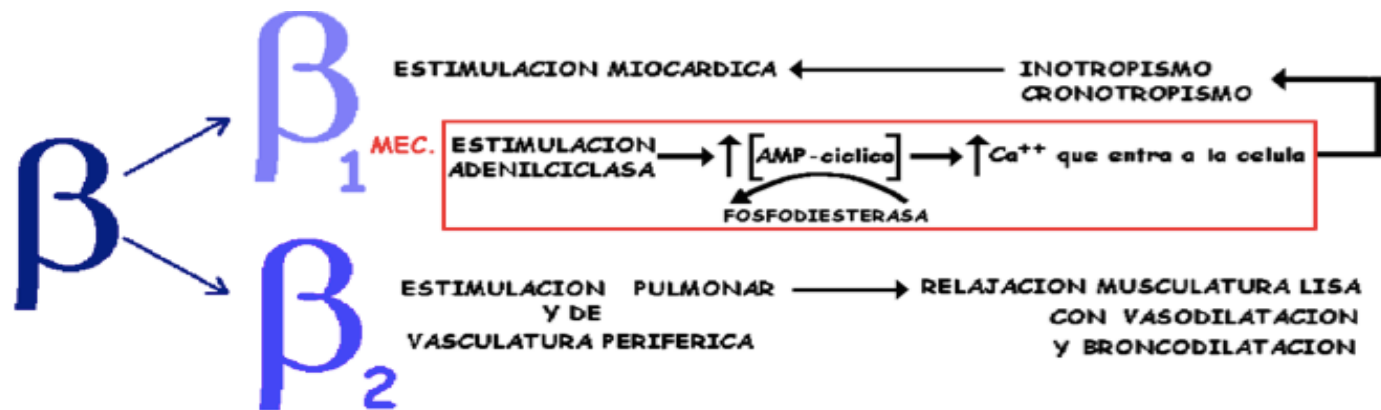 β
β1
ESTIMULACION MIOCARDICA
INOTROPISMO
CRONOTROPISMO
MEC.
ESTIMULACION
ADENILCICLASA
[AMP-ciclico]
Ca++ que entra a la celula
FOSFODIESTERASA
β2
ESTIMULACION PULMONAR
Y DE
VASCULATURA PERIFERICA
RELAJACION MUSCULATURA LISA
CON VASODILATACION
Y BRONCODILATACION